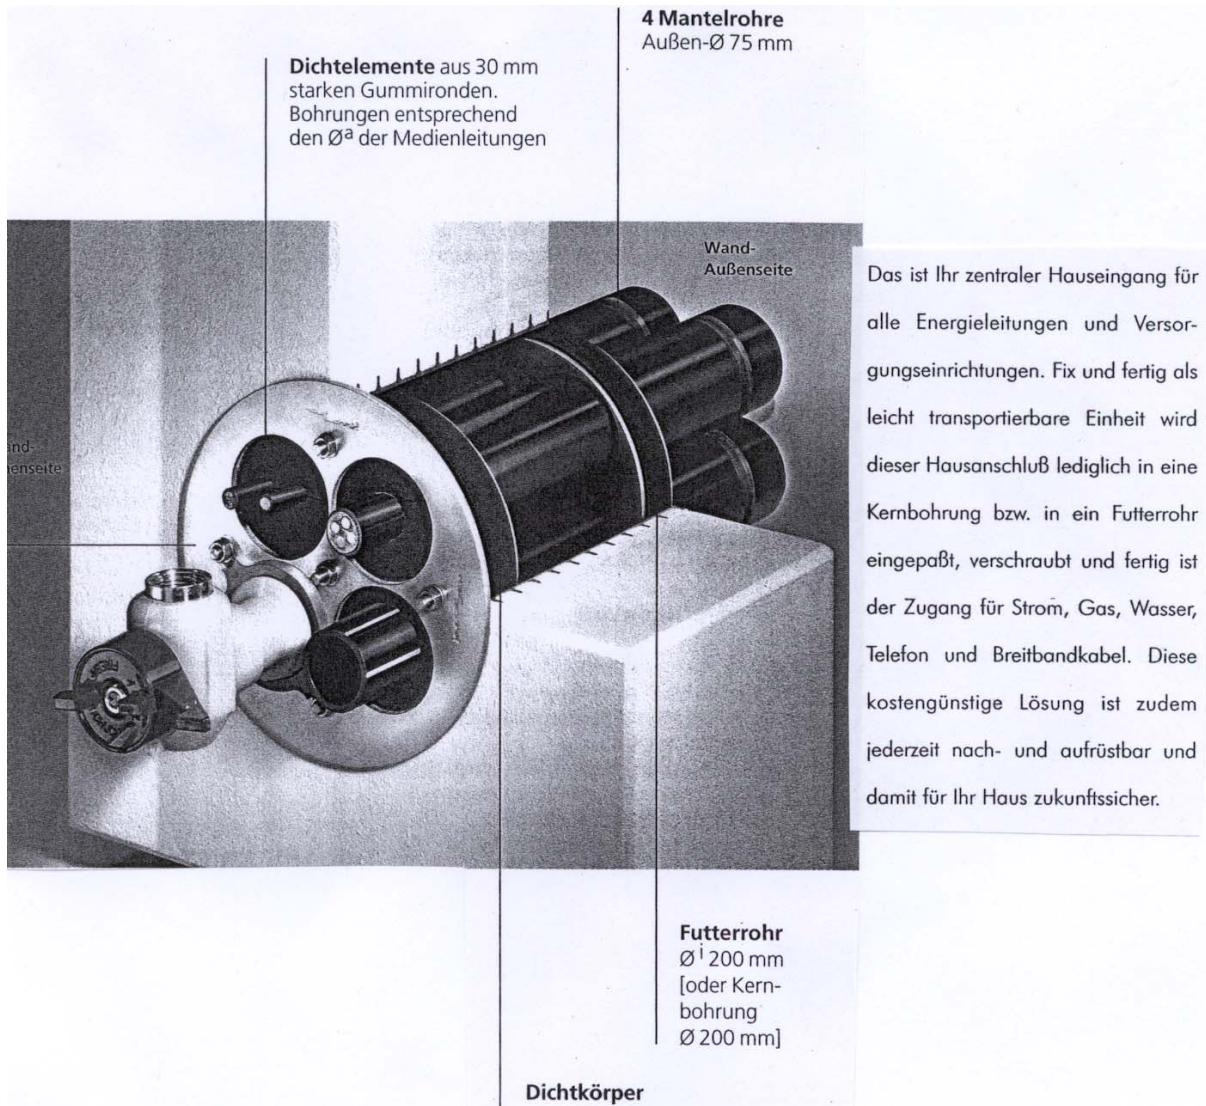 4 Mantelrohre
Außen-Ø 75 mm
Dichtelemente aus 30 mm
starken Gummironden.
Bohrungen entsprechend
den Øa der Medienleitungen
Wand-
Außenseite
Das ist Ihr zentraler Hauseingang für
alle Energieleitungen und Versor-
gungseinrichtungen. Fix und fertig als
leicht transportierbare Einheit wird
dieser Hausanschluß lediglich in eine
Kernbohrung bzw. in ein Futterrohr
eingepaßt, verschraubt und fertig ist
der Zugang für Strom, Gas, Wasser,
Telefon und Breitbandkabel. Diese
kostengünstige Lösung ist zudem
jederzeit nach- und aufrüstbar und
damit für Ihr Haus zukunftssicher.
Futterrohr
Ø i 200 mm
[oder Kern-
bohrung
Ø 200 mm]
Dichtkörper